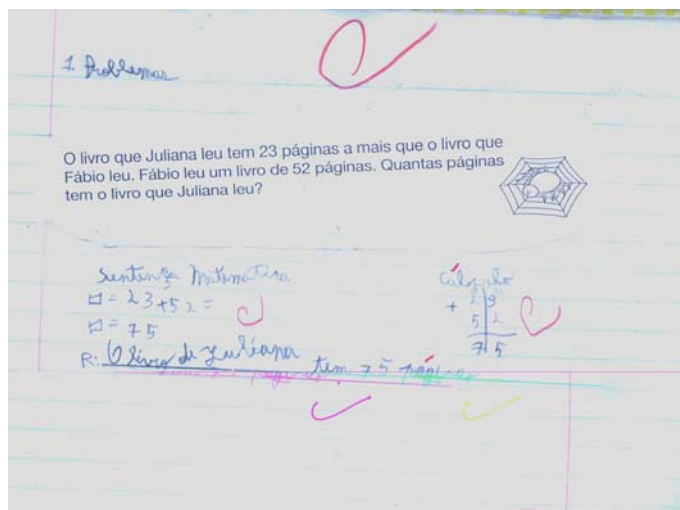 1 Problemas
O livro que Juliana leu tem 23 páginas a mais que o livro que
Fábio leu. Fábio leu um livro de 52 páginas. Quantas páginas
tem o livro que Juliana leu?
Sentença Matematica
□ = 23+52 =
□ = 75
Cálculo
23
+ 52
75
R: O livro de Juliana tem 75 páginas